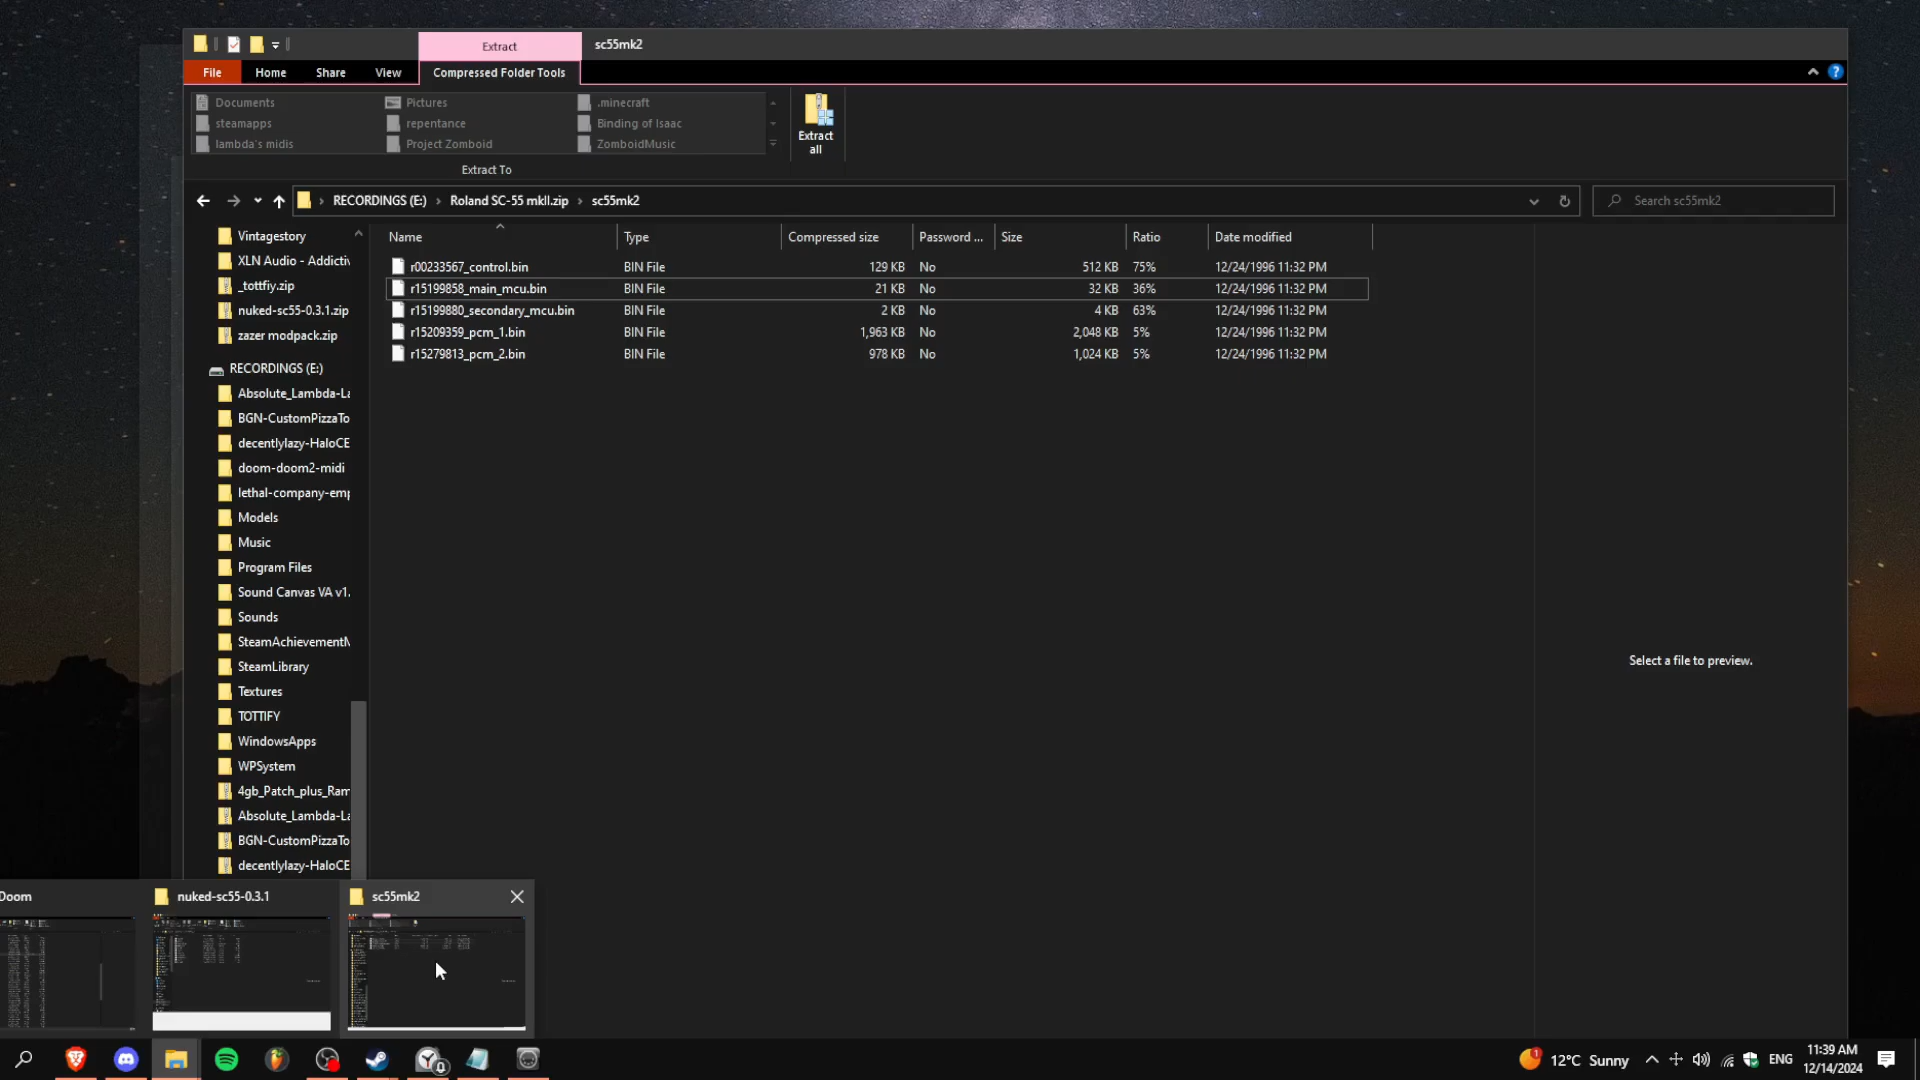 Extract
sc55mk2
File
Home
Share
View
Compressed Folder Tools
Documents
Pictures
.minecraft
steamapps
repentance
Binding of Isaac
lambda's midis
Project Zomboid
ZomboidMusic
Extract
all
Extract To
RECORDINGS (E:)
Roland SC-55 mkII.zip
sc55mk2
Search sc55mk2
Name
Type
Compressed size
Password ...
Size
Ratio
Date modified
r00233567_control.bin BIN File 129 KB No 512 KB 75% 12/24/1996 11:32 PM
r15199858_main_mcu.bin BIN File 21 KB No 32 KB 36% 12/24/1996 11:32 PM
r15199880_secondary_mcu.bin BIN File 2 KB No 4 KB 63% 12/24/1996 11:32 PM
r15209359_pcm_1.bin BIN File 1,963 KB No 2,048 KB 5% 12/24/1996 11:32 PM
r15279813_pcm_2.bin BIN File 978 KB No 1,024 KB 5% 12/24/1996 11:32 PM
Vintagestory
XLN Audio - Addictiv
_tottfiy.zip
nuked-sc55-0.3.1.zip
zazer modpack.zip
RECORDINGS (E:)
Absolute_Lambda-La
BGN-CustomPizzaTo
decentlylazy-HaloCE
doom-doom2-midi
lethal-company-emp
Models
Music
Program Files
Sound Canvas VA v1.
Sounds
SteamAchievementM
SteamLibrary
Textures
TOTTIFY
WindowsApps
WPSystem
4gb_Patch_plus_Ram
Absolute_Lambda-La
BGN-CustomPizzaTo
decentlylazy-HaloCE
Select a file to preview.
Doom
nuked-sc55-0.3.1
sc55mk2
12°C Sunny
ENG
11:39 AM
12/14/2024